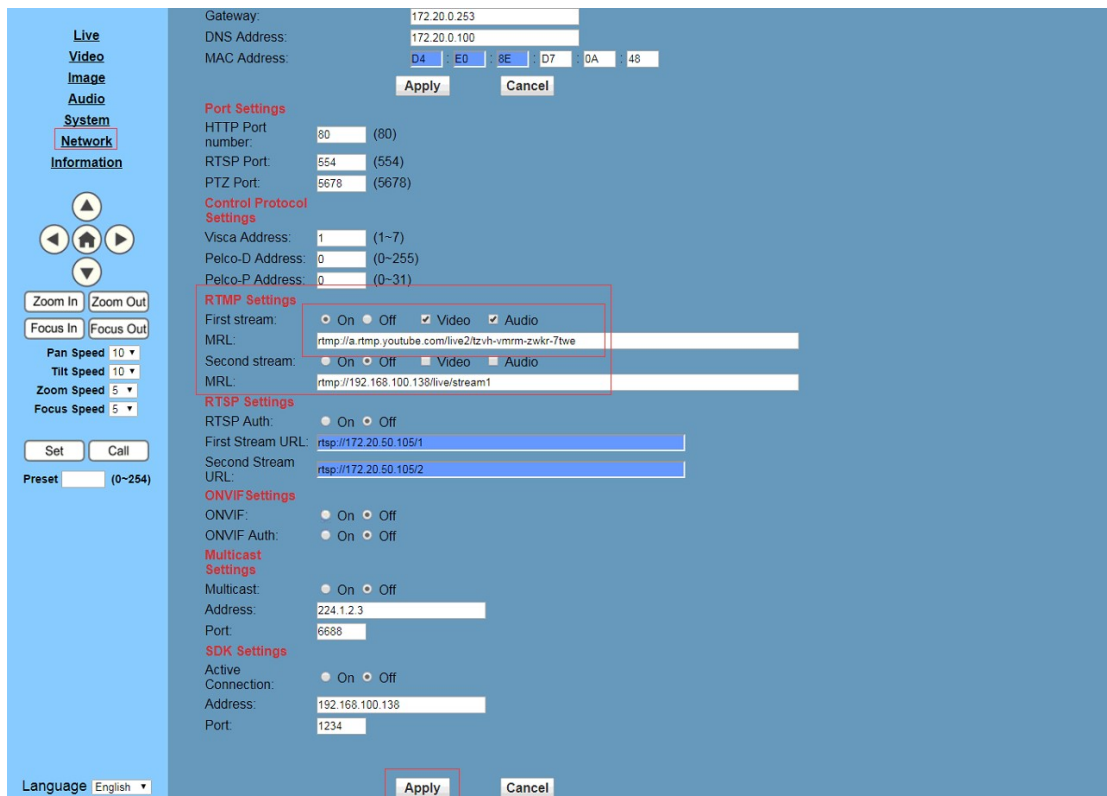 Live
Video
Image
Audio
System
Network
Information
Zoom In Zoom Out
Focus In Focus Out
Pan Speed 10
Tilt Speed 10
Zoom Speed 5
Focus Speed 5
Set Call
Preset (0~254)
Language English
Gateway: 172.20.0.253
DNS Address: 172.20.0.100
MAC Address: D4 : E0 : 8E : D7 : 0A : 48
Apply Cancel
Port Settings
HTTP Port
number: 80 (80)
RTSP Port: 554 (554)
PTZ Port: 5678 (5678)
Control Protocol
Settings
Visca Address: 1 (1~7)
Pelco-D Address: 0 (0~255)
Pelco-P Address: 0 (0~31)
RTMP Settings
First stream: On Off Video Audio
MRL: rtmp://a.rtmp.youtube.com/live2/tzvh-vmrm-zwkr-7twe
Second stream: On Off Video Audio
MRL: rtmp://192.168.100.138/live/stream1
RTSP Settings
RTSP Auth: On Off
First Stream URL: rtsp://172.20.50.105/1
Second Stream
URL: rtsp://172.20.50.105/2
ONVIFSettings
ONVIF: On Off
ONVIF Auth: On Off
Multicast
Settings
Multicast: On Off
Address: 224.1.2.3
Port: 6688
SDK Settings
Active
Connection: On Off
Address: 192.168.100.138
Port: 1234
Apply Cancel